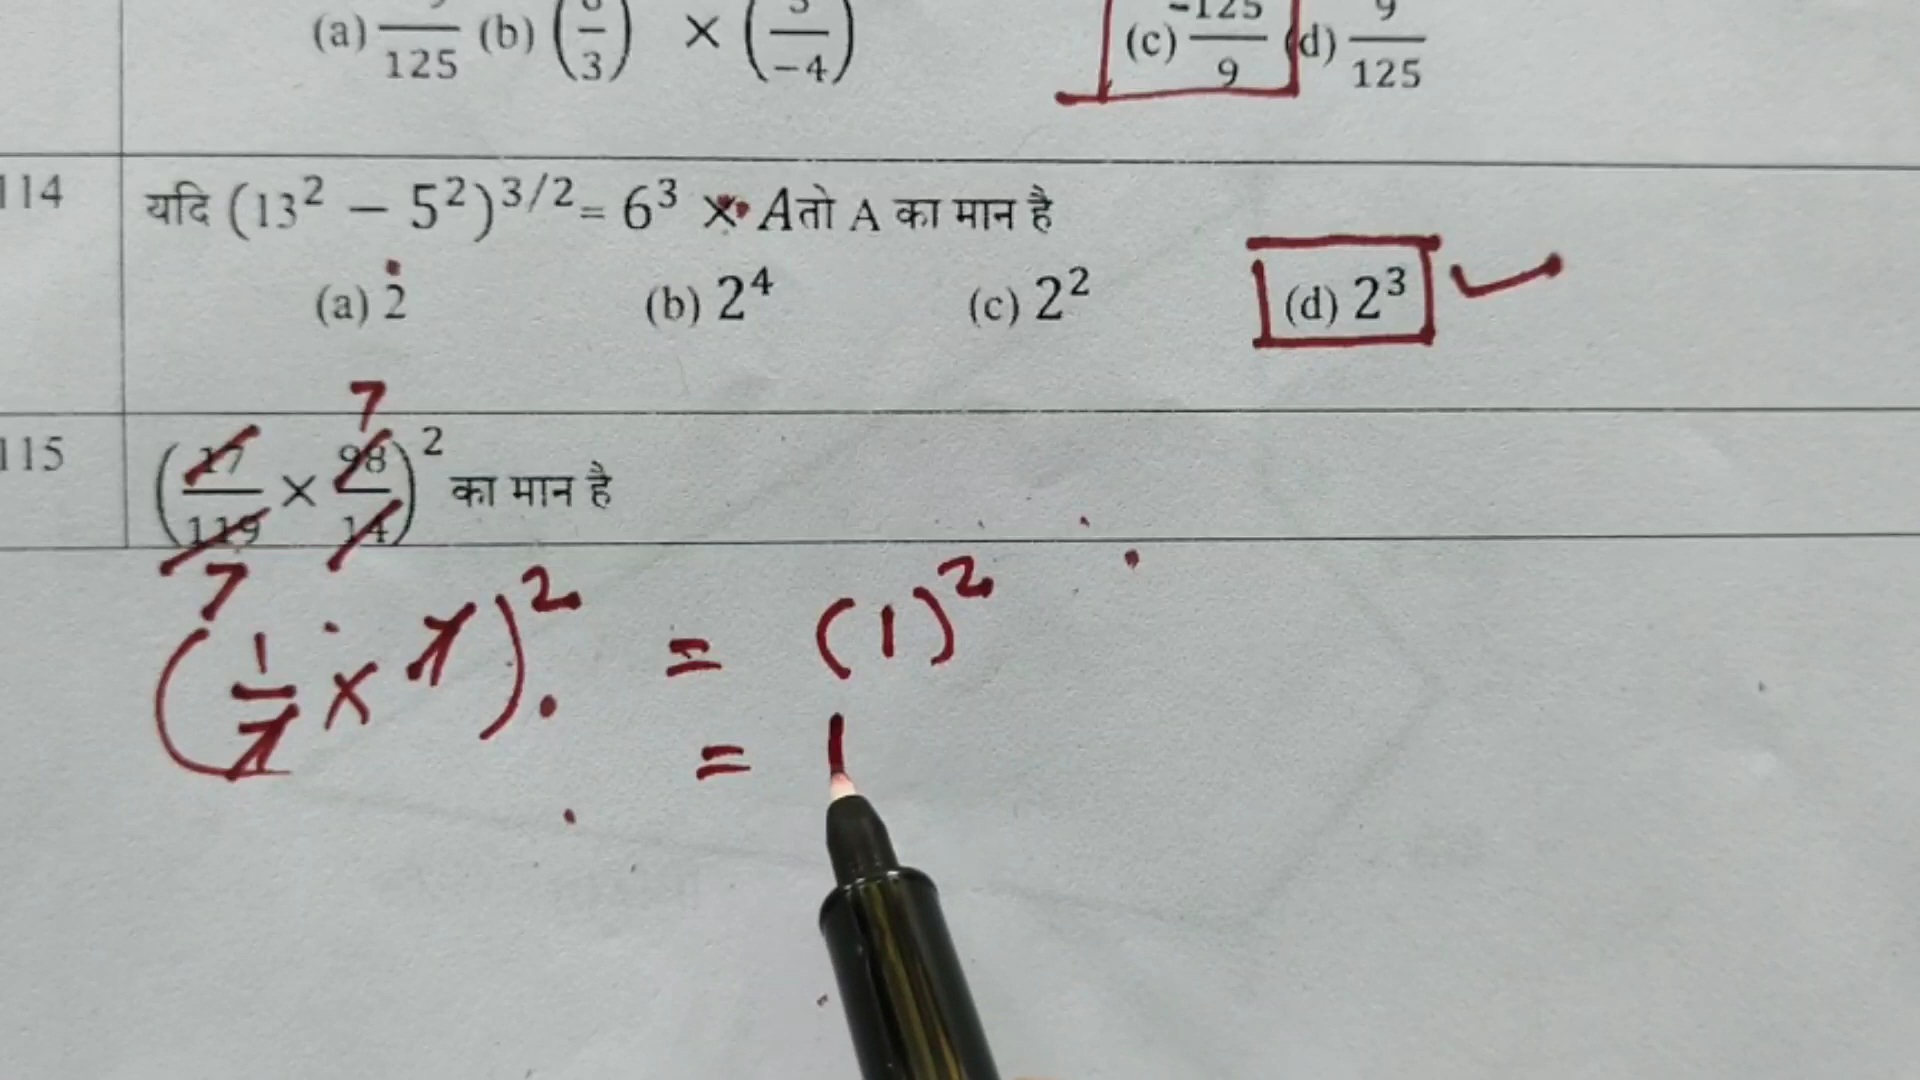 (a) —/125 (b) (—/3) × (—/-4) (c) -125/9 (d) 9/125
114 यदि (13² − 5²)^3/2 = 6³ × A तो A का मान है
(a) 2 (b) 2⁴ (c) 2² (d) 2³ ✓
7
115 (17/119 × 98/14)² का मान है
7
(1/7 × 7)² = (1)²
= 1